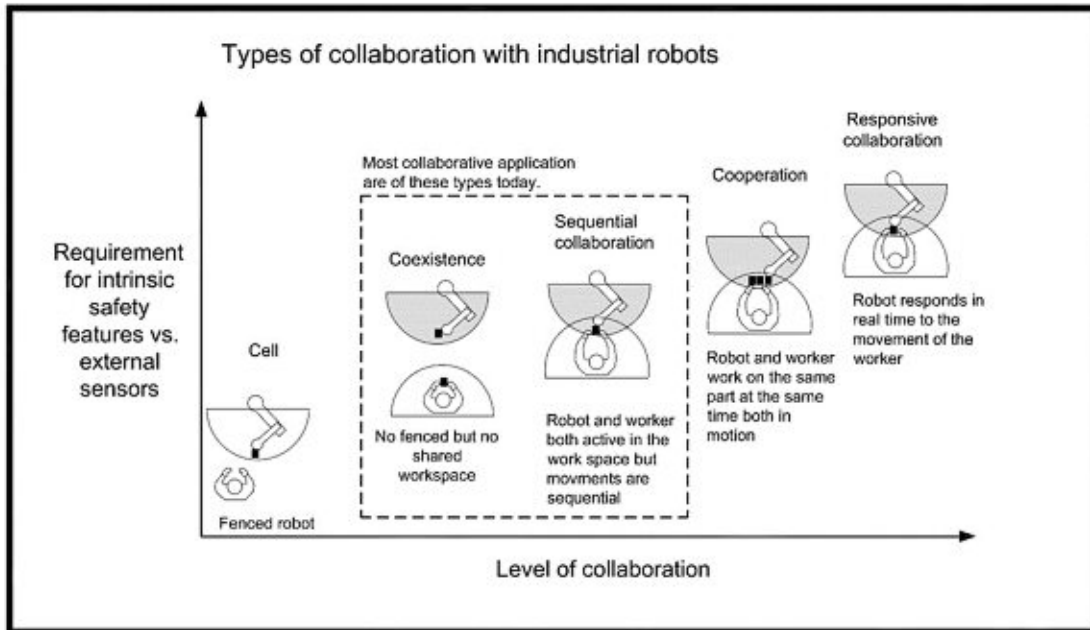 Types of collaboration with industrial robots
Requirement
for intrinsic
safety
features vs.
external
sensors
Cell
Fenced robot
Most collaborative application
are of these types today.
Coexistence
No fenced but no
shared
workspace
Sequential
collaboration
Robot and worker
both active in the
work space but
movments are
sequential
Cooperation
Robot and worker
work on the same
part at the same
time both in
motion
Responsive
collaboration
Robot responds in
real time to the
movement of the
worker
Level of collaboration